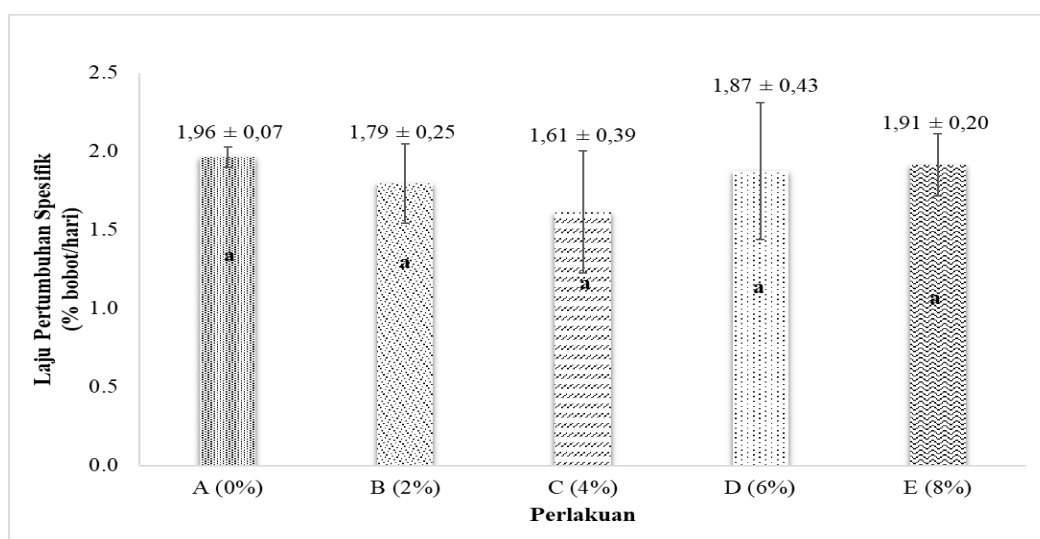 Laju Pertumbuhan Spesifik
(% bobot/hari)
2.5
2.0
1.5
1.0
0.5
0.0
1,96 ± 0,07
1,79 ± 0,25
1,61 ± 0,39
1,87 ± 0,43
1,91 ± 0,20
a
a
a
a
a
A (0%)
B (2%)
C (4%)
D (6%)
E (8%)
Perlakuan